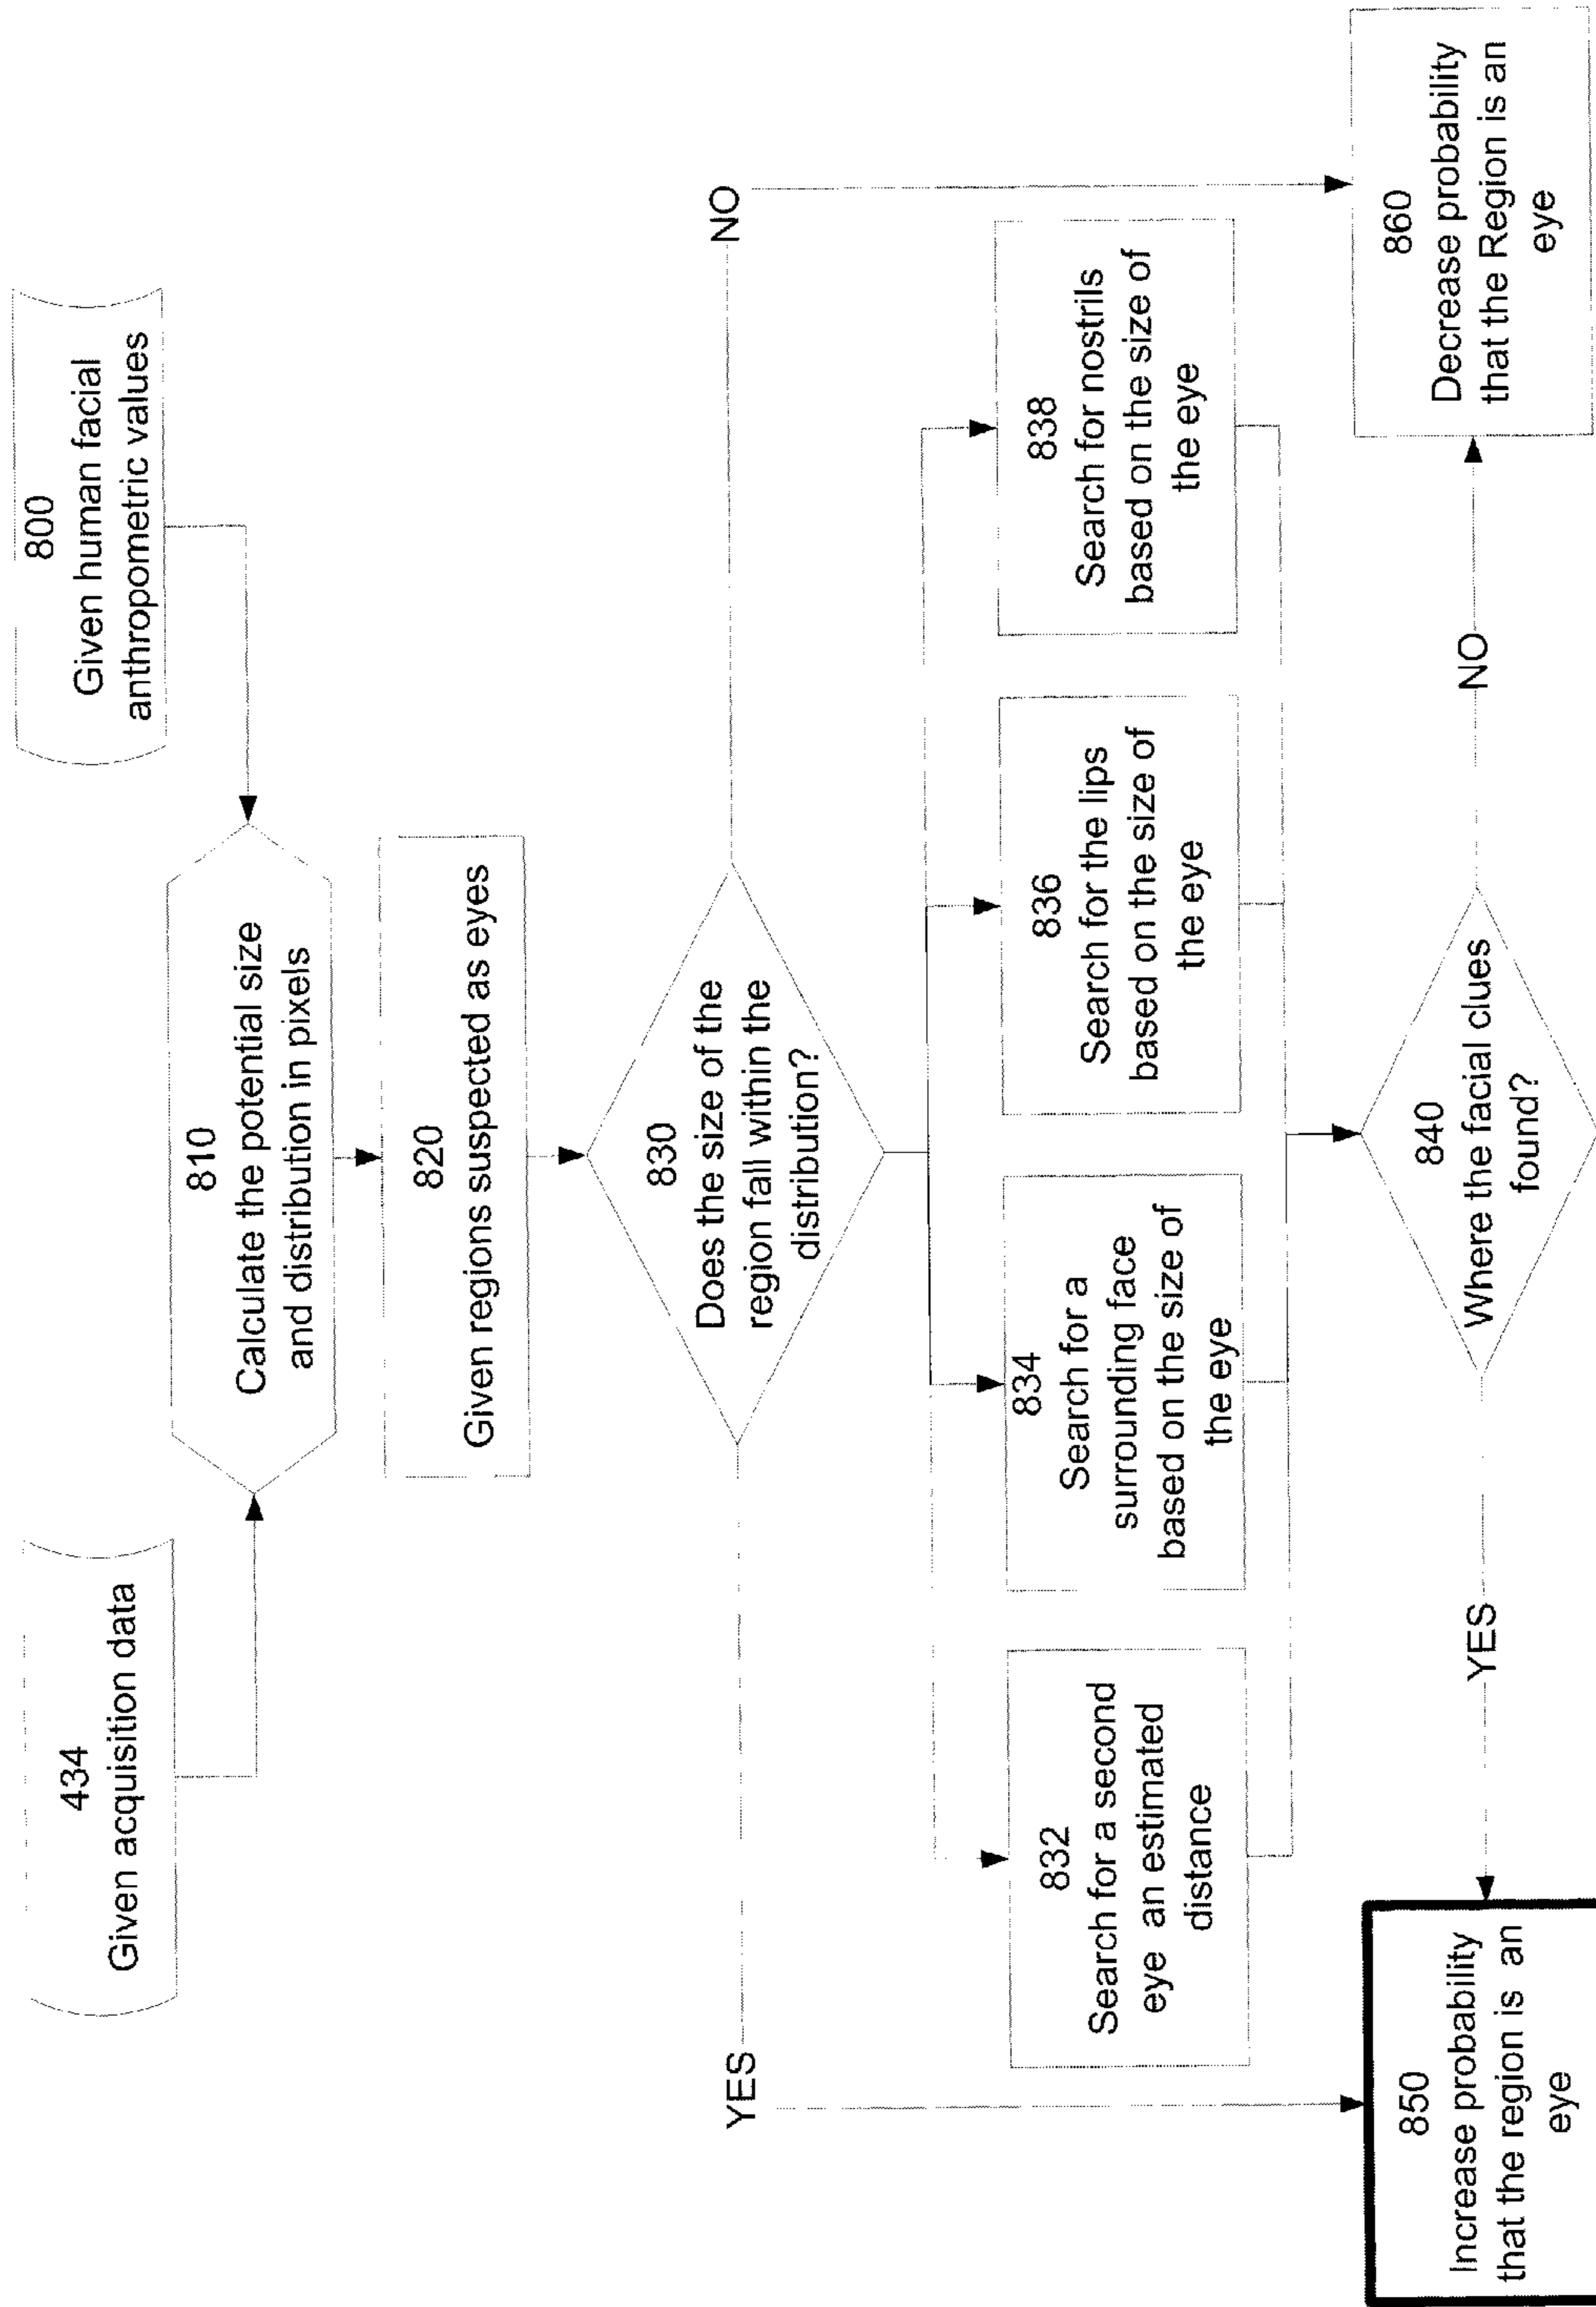 434
Given acquisition data
800
Given human facial
anthropometric values
810
Calculate the potential size
and distribution in pixels
820
Given regions suspected as eyes
830
Does the size of the
region fall within the
distribution?
YES
NO
832
Search for a second
eye an estimated
distance
834
Search for a
surrounding face
based on the size of
the eye
836
Search for the lips
based on the size of
the eye
838
Search for nostrils
based on the size of
the eye
840
Where the facial clues
found?
YES
NO
850
Increase probability
that the region is an
eye
860
Decrease probability
that the Region is an
eye